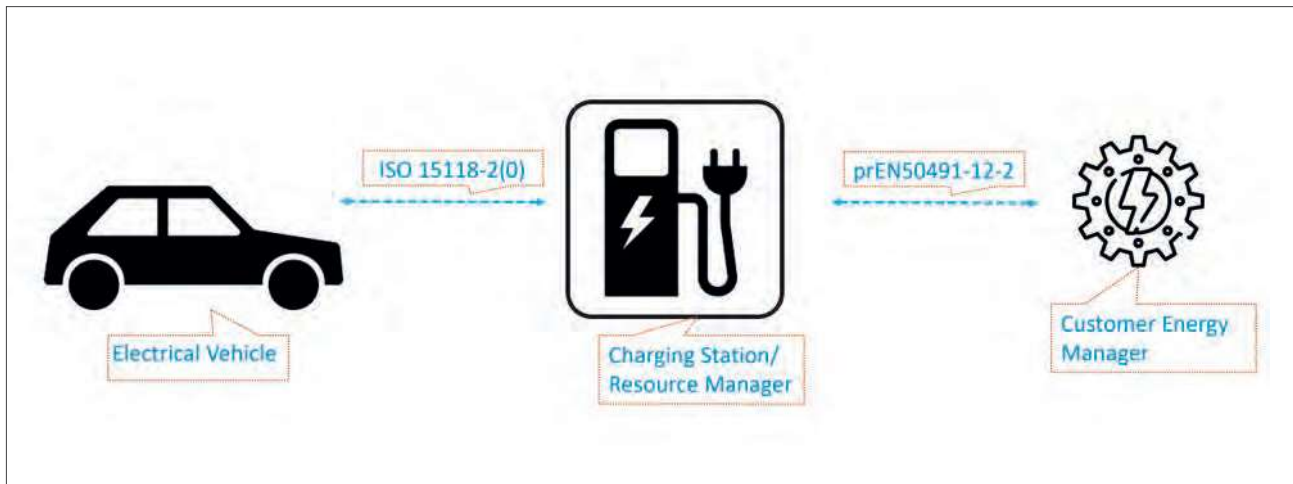 ISO 15118-2(0)
prEN50491-12-2
Electrical Vehicle
Charging Station/
Resource Manager
Customer Energy
Manager